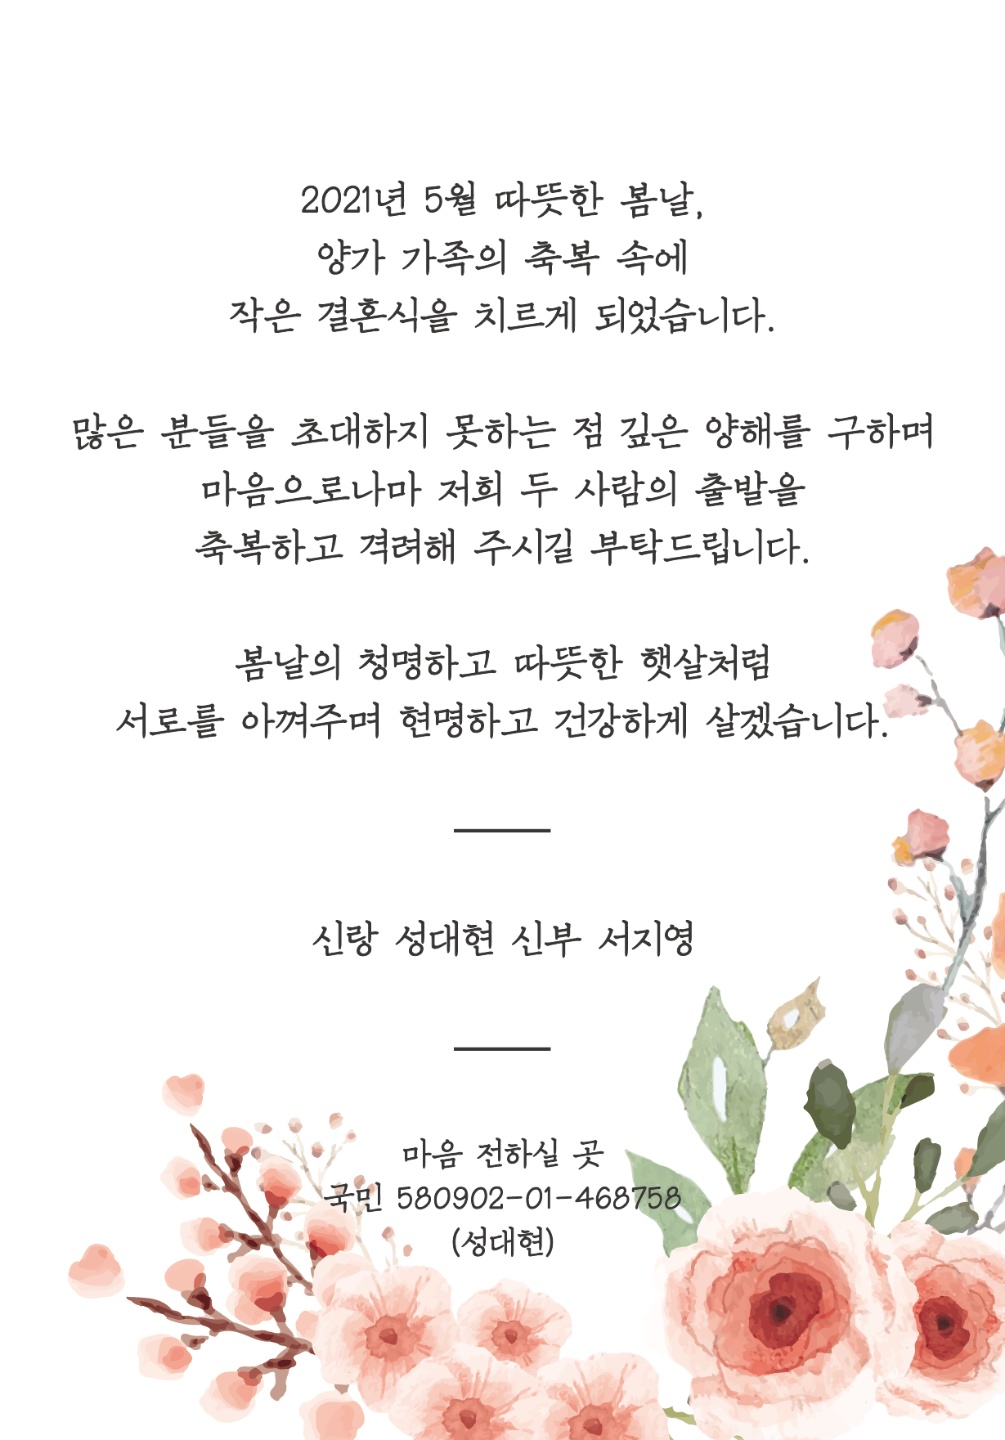 2021년 5월 따뜻한 봄날,
양가 가족의 축복 속에
작은 결혼식을 치르게 되었습니다.
많은 분들을 초대하지 못하는 점 깊은 양해를 구하며
마음으로나마 저희 두 사람의 출발을
축복하고 격려해 주시길 부탁드립니다.
봄날의 청명하고 따뜻한 햇살처럼
서로를 아껴주며 현명하고 건강하게 살겠습니다.
신랑 성대현 신부 서지영
마음 전하실 곳
국민 580902-01-468758
(성대현)